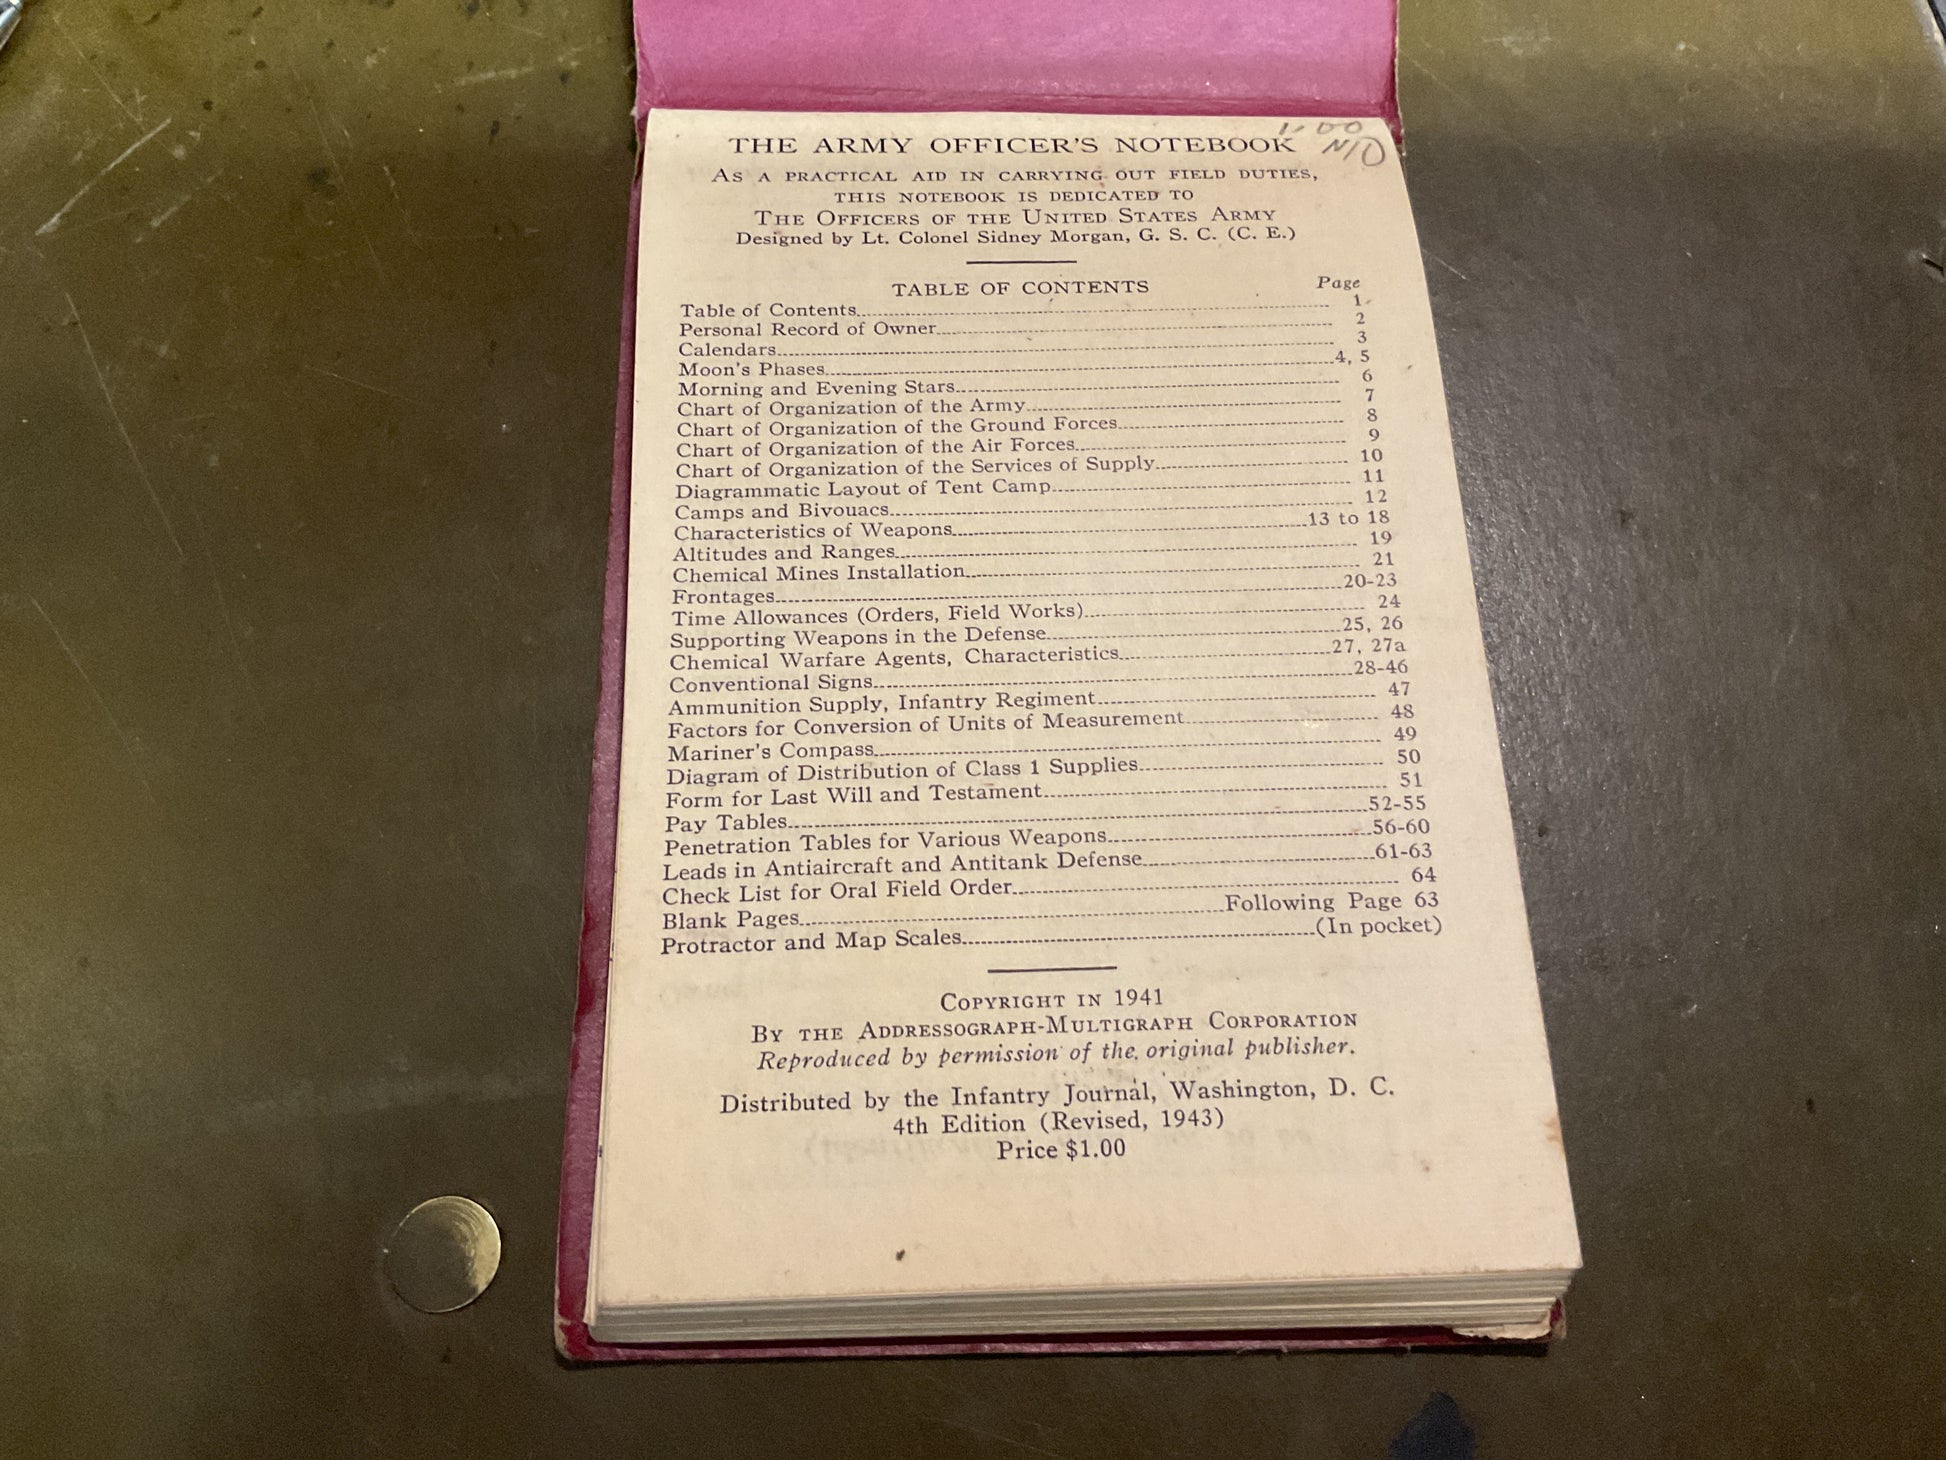 1.00
N/D
THE ARMY OFFICER'S NOTEBOOK
AS A PRACTICAL AID IN CARRYING OUT FIELD DUTIES,
THIS NOTEBOOK IS DEDICATED TO
THE OFFICERS OF THE UNITED STATES ARMY
Designed by Lt. Colonel Sidney Morgan, G. S. C. (C. E.)
TABLE OF CONTENTS Page
Table of Contents 1
Personal Record of Owner 2
Calendars 3
Moon's Phases 4, 5
Morning and Evening Stars 6
Chart of Organization of the Army 7
Chart of Organization of the Ground Forces 8
Chart of Organization of the Air Forces 9
Chart of Organization of the Services of Supply 10
Diagrammatic Layout of Tent Camp 11
Camps and Bivouacs 12
Characteristics of Weapons 13 to 18
Altitudes and Ranges 19
Chemical Mines Installation 21
Frontages 20-23
Time Allowances (Orders, Field Works) 24
Supporting Weapons in the Defense 25, 26
Chemical Warfare Agents, Characteristics 27, 27a
Conventional Signs 28-46
Ammunition Supply, Infantry Regiment 47
Factors for Conversion of Units of Measurement 48
Mariner's Compass 49
Diagram of Distribution of Class 1 Supplies 50
Form for Last Will and Testament 51
Pay Tables 52-55
Penetration Tables for Various Weapons 56-60
Leads in Antiaircraft and Antitank Defense 61-63
Check List for Oral Field Order 64
Blank Pages Following Page 63
Protractor and Map Scales (In pocket)
COPYRIGHT IN 1941
BY THE ADDRESSOGRAPH-MULTIGRAPH CORPORATION
Reproduced by permission of the original publisher.
Distributed by the Infantry Journal, Washington, D. C.
4th Edition (Revised, 1943)
Price $1.00